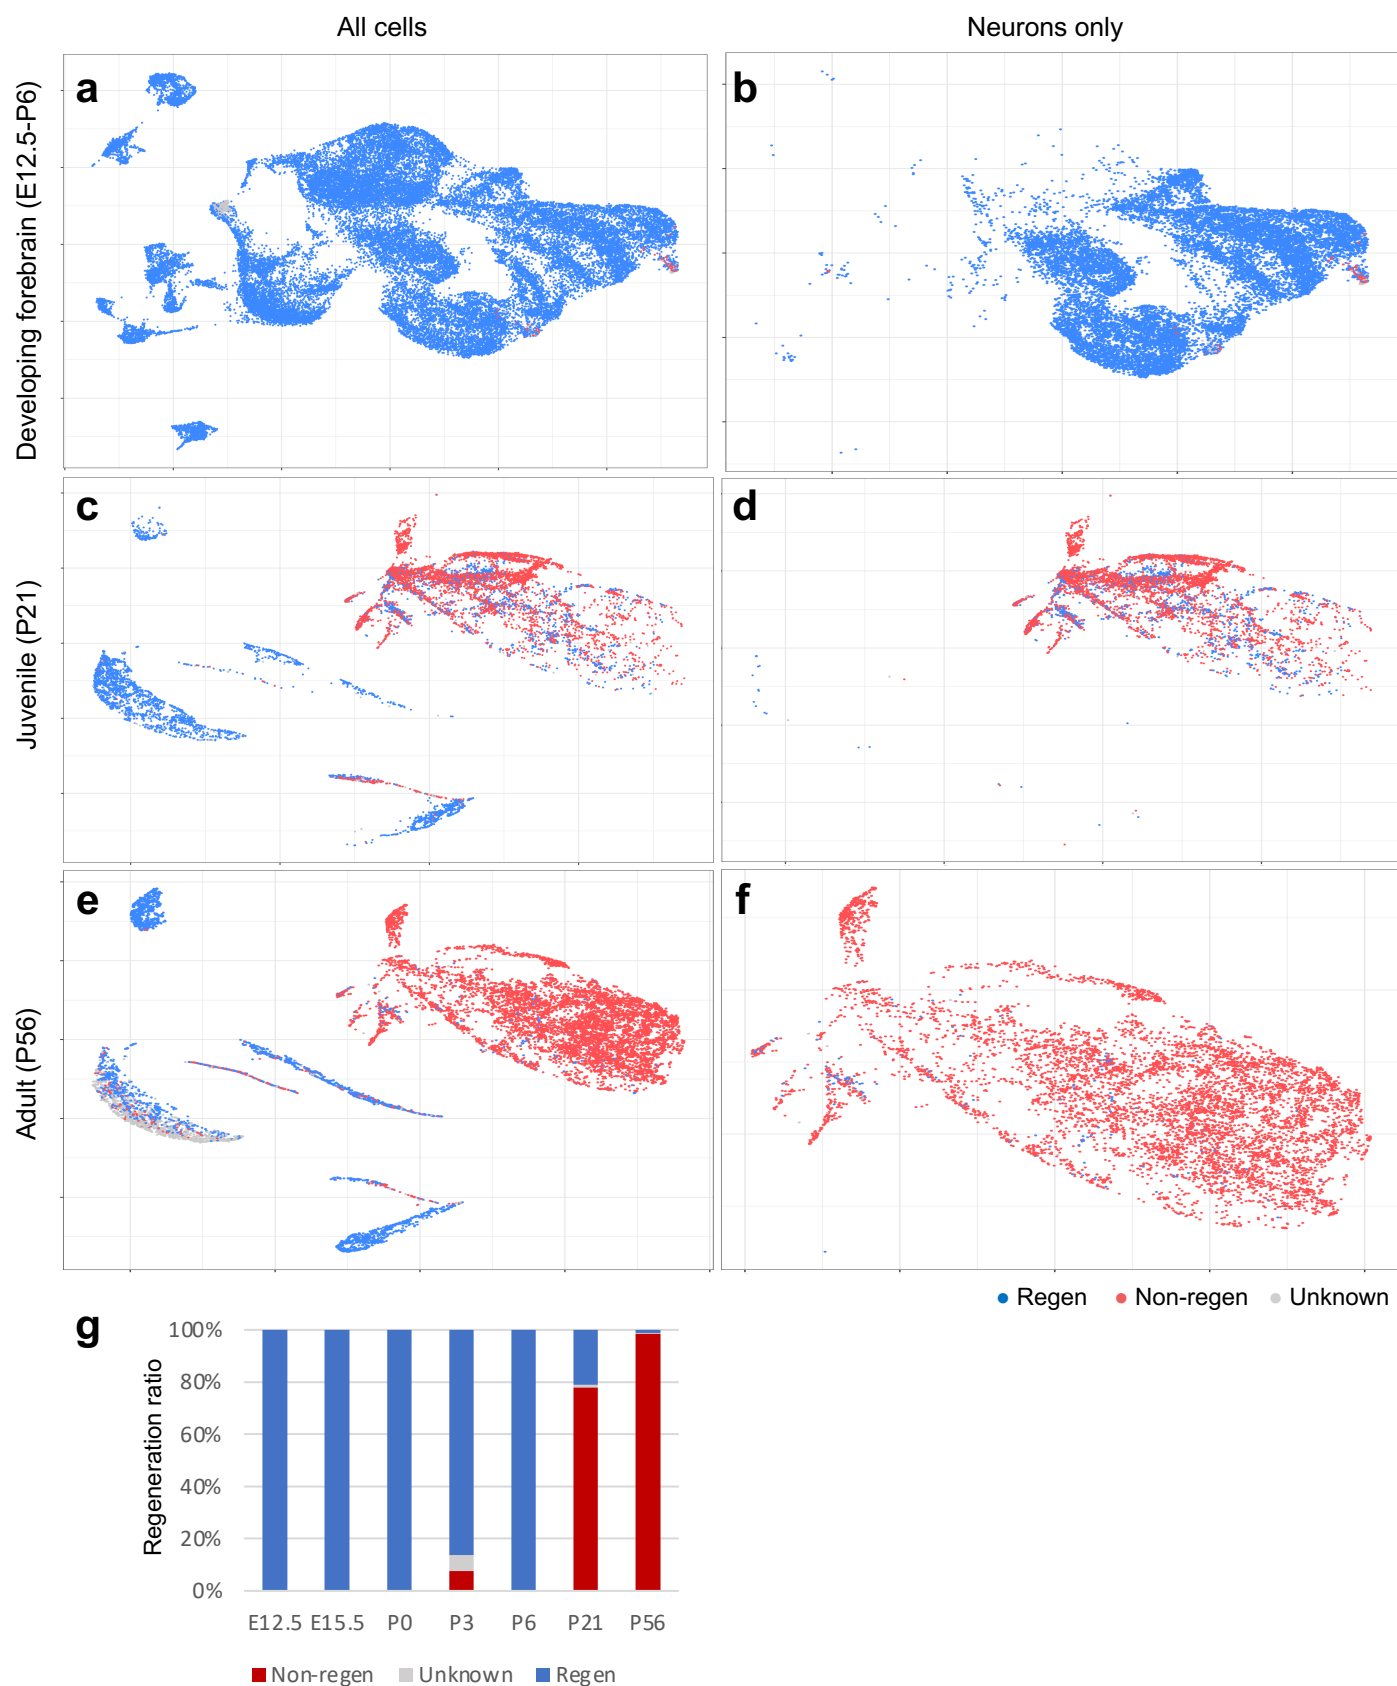 All cells
Neurons only
Developing forebrain (E12.5-P6)
a
b
Juvenile (P21)
c
d
Adult (P56)
e
f
Regen
Non-regen
Unknown
g
Regeneration ratio
100%
80%
60%
40%
20%
0%
E12.5 E15.5 P0 P3 P6 P21 P56
Non-regen Unknown Regen